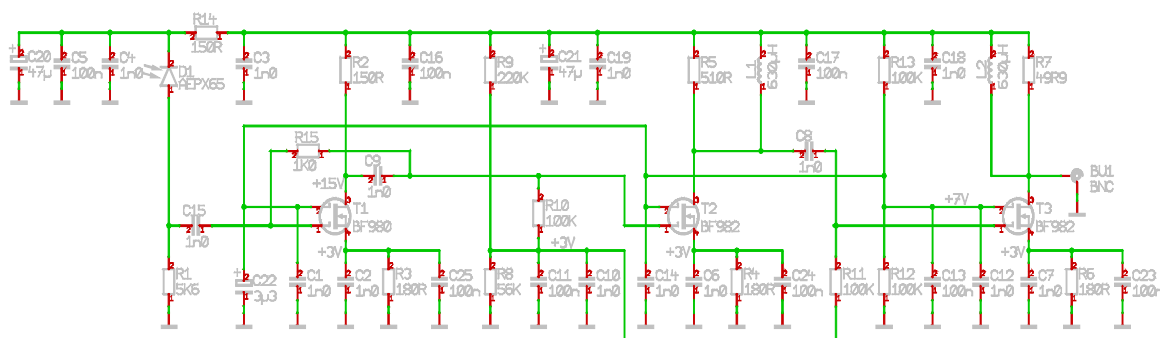 R14
150R
C20
47µ
C5
100n
C4
1n0
D1
AEPX65
C3
1n0
R2
150R
C16
100n
R9
220K
C21
47µ
C19
1n0
R5
510R
L1
630µH
C17
100n
R13
100K
C18
1n0
L2
630µH
R7
49R9
R15
1K0
C9
1n0
C8
1n0
BU1
BNC
+15V
T1
BF980
R10
100K
T2
BF982
+7V
T3
BF982
C15
1n0
+3V
+3V
+3V
+3V
R1
5K6
C22
3µ3
C1
1n0
C2
1n0
R3
180R
C25
100n
R8
56K
C11
100n
C10
1n0
C14
1n0
C6
1n0
R4
180R
C24
100n
R11
100K
R12
100K
C13
100n
C12
1n0
C7
1n0
R6
180R
C23
100n